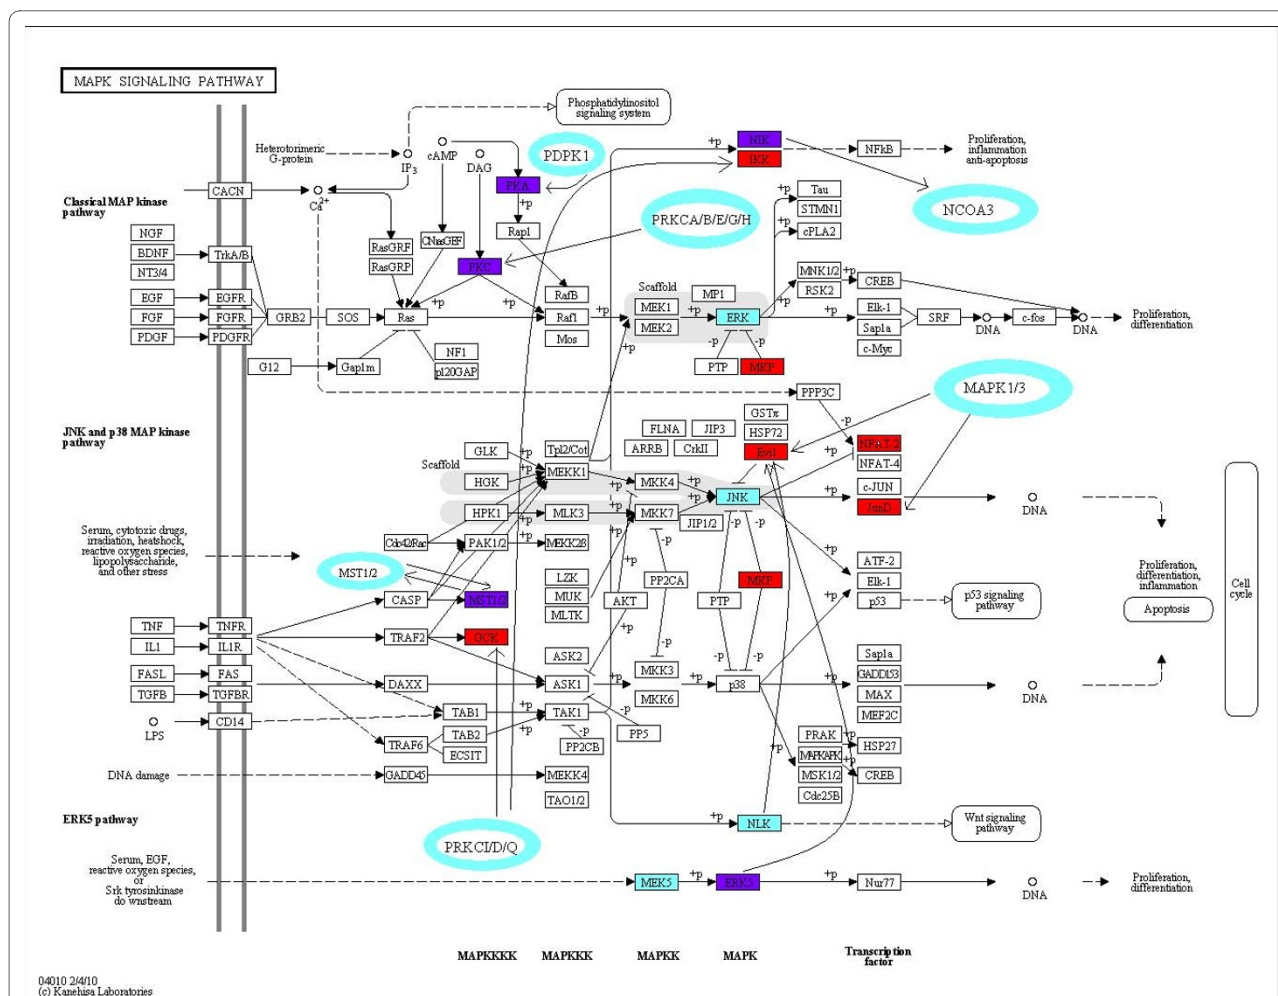 MAPK SIGNALING PATHWAY
Phosphatidylinositol
signaling system
Heterotorimeric
G-protein
IP3
cAMP
DAG
PDPK1
+p
NIK
IKK
NFkB
Proliferation,
inflammation
anti-apoptosis
CACN
Ca2+
PKA
+p
PRKCA/B/E/G/H
+p
Tau
STMN1
NCOA3
Classical MAP kinase
pathway
NGF
BDNF
NT3/4
TrkA/B
RasGRF
RasGRP
CNrasGEF
Rap1
PKC
+p
cPLA2
EGF
FGF
PDGF
EGFR
FGFR
PDGFR
GRB2
SOS
Ras
+p
+p
RafB
Raf1
Mos
+p
Scaffold
MEK1
MEK2
MP1
+p
ERK
+p
+p
MNK1/2
RSK2
+p
CREB
Elk-1
Sap1a
c-Myc
SRF
DNA
c-fos
DNA
Proliferation,
differentiation
G12
Gap1m
NF1
p120GAP
-p
-p
PTP
MKP
+p
PPP3C
MAPK1/3
JNK and p38 MAP kinase
pathway
GLK
HGK
HPK1
Scaffold
+p
+p
+p
+p
Tpl2/Cot
MEKK1
MLK3
MEKK2ß
FLNA
JIP3
ARRB
CrkII
GSTπ
HSP72
Evi1
-p
NFAT-2
NFAT-4
c-JUN
JunD
+p
+p
MKK4
MKK7
+p
+p
+p
JIP1/2
JNK
DNA
Serum, cytotoxic drugs,
irradiation, heatshock,
reactive oxygen species,
lipopolysaccharide,
and other stress
Cdc42/Rac
PAK1/2
+p
MST1/2
CASP
MST1/2
LZK
MUK
MLTK
+p
AKT
+p
-p
PP2CA
-p
-p
-p
PTP
MKP
+p
ATF-2
Elk-1
p53
p53 signaling
pathway
Proliferation,
differentiation,
inflammation
Apoptosis
Cell
cycle
TNF
IL1
FASL
TGFB
LPS
TNFR
IL1R
FAS
TGFBR
CD14
TRAF2
GCK
DAXX
ASK2
ASK1
+p
MKK3
MKK6
+p
-p
-p
p38
+p
+p
Sap1a
GADD153
MAX
MEF2C
DNA
TAB1
TAB2
ECSIT
+p
+p
TAK1
-p
PP2CB
-p
PP5
TRAF6
+p
+p
PRAK
MAPKAPK
MSK1/2
Cdc25B
+p
+p
HSP27
CREB
DNA damage
GADD45
MEKK4
TAO1/2
ERK5 pathway
PRKCI/D/Q
+p
NLK
Wnt signaling
pathway
Serum, EGF,
reactive oxygen species,
or
Srk tyrosinkinase
do wnstream
MEK5
+p
ERK5
+p
Nur77
DNA
Proliferation,
differentiation
MAPKKKK
MAPKKK
MAPKK
MAPK
Transcription
factor
04010 2/4/10
(c) Kanehisa Laboratories